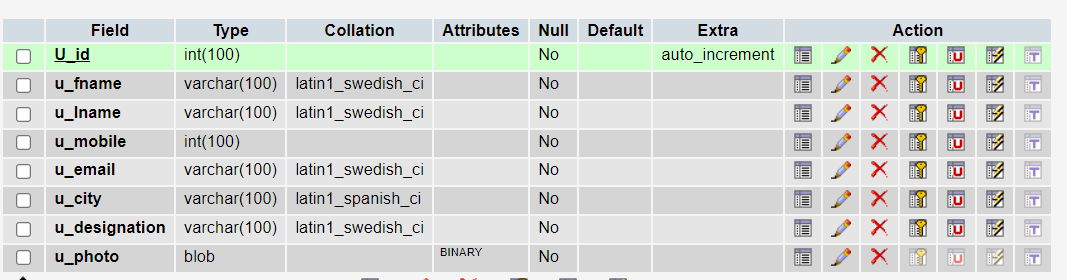 Field Type Collation Attributes Null Default Extra Action
U_id int(100) No auto_increment
u_fname varchar(100) latin1_swedish_ci No
u_lname varchar(100) latin1_swedish_ci No
u_mobile int(100) No
u_email varchar(100) latin1_swedish_ci No
u_city varchar(100) latin1_spanish_ci No
u_designation varchar(100) latin1_swedish_ci No
u_photo blob BINARY No